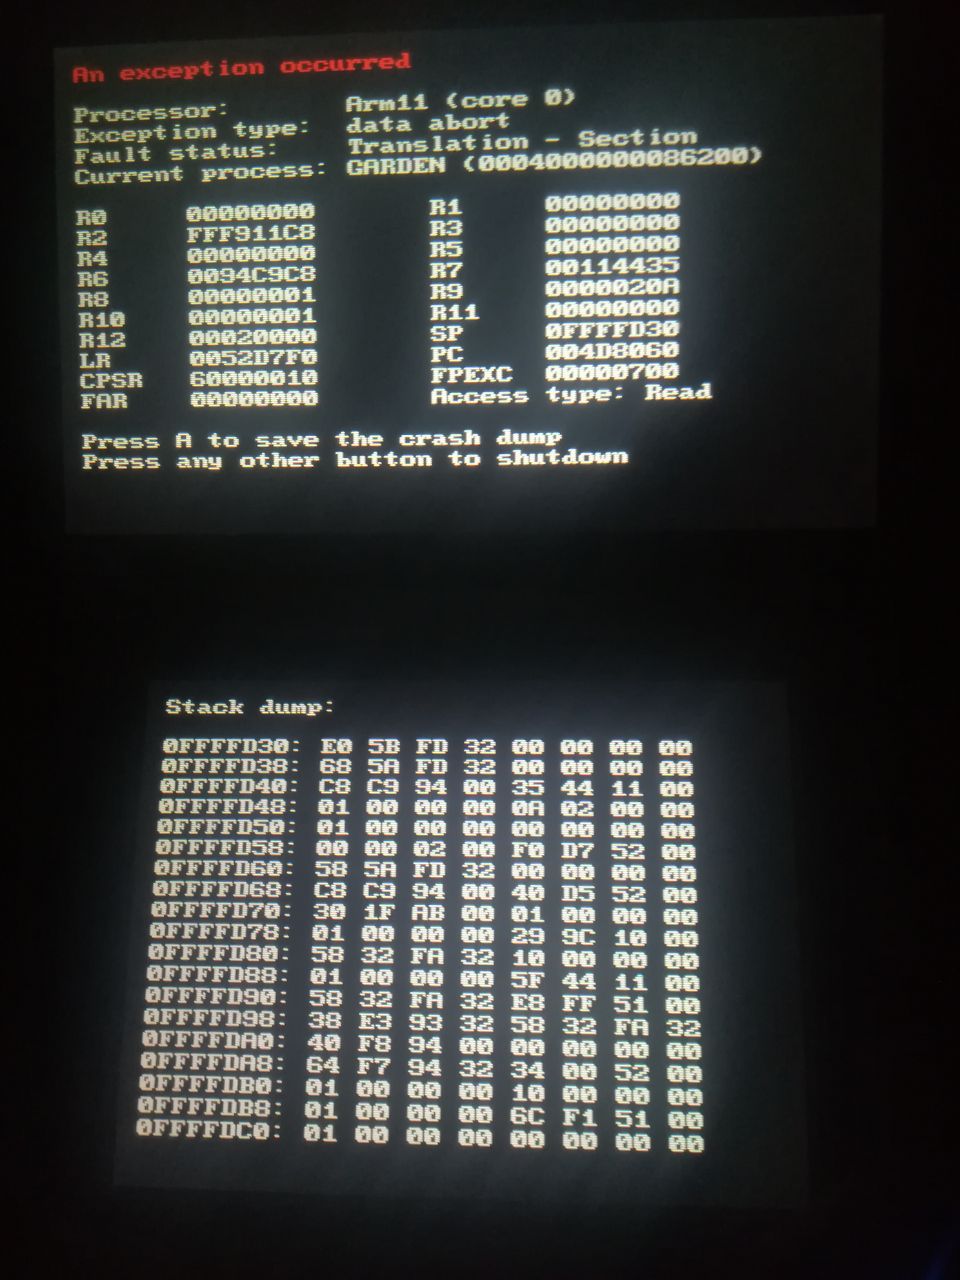 An exception occurred
Processor: Arm11 (core 0)
Exception type: data abort
Fault status: Translation - Section
Current process: GARDEN (0004000000086200)
R0 00000000 R1 00000000
R2 FFF911C8 R3 00000000
R4 00000000 R5 00000000
R6 0094C9C8 R7 00114435
R8 00000001 R9 0000020A
R10 00000001 R11 00000000
R12 00020000 SP 0FFFFD30
LR 0052D7F0 PC 004D8060
CPSR 60000010 FPEXC 00000700
FAR 00000000 Access type: Read
Press A to save the crash dump
Press any other button to shutdown
Stack dump:
0FFFFD30: E0 5B FD 32 00 00 00 00
0FFFFD38: 68 5A FD 32 00 00 00 00
0FFFFD40: C8 C9 94 00 35 44 11 00
0FFFFD48: 01 00 00 00 0A 02 00 00
0FFFFD50: 01 00 00 00 00 00 00 00
0FFFFD58: 00 00 02 00 F0 D7 52 00
0FFFFD60: 58 5A FD 32 00 00 00 00
0FFFFD68: C8 C9 94 00 40 D5 52 00
0FFFFD70: 30 1F AB 00 01 00 00 00
0FFFFD78: 01 00 00 00 29 9C 10 00
0FFFFD80: 58 32 FA 32 10 00 00 00
0FFFFD88: 01 00 00 00 5F 44 11 00
0FFFFD90: 58 32 FA 32 E8 FF 51 00
0FFFFD98: 38 E3 93 32 58 32 FA 32
0FFFFDA0: 40 F8 94 00 00 00 00 00
0FFFFDA8: 64 F7 94 32 34 00 52 00
0FFFFDB0: 01 00 00 00 10 00 00 00
0FFFFDB8: 01 00 00 00 6C F1 51 00
0FFFFDC0: 01 00 00 00 00 00 00 00